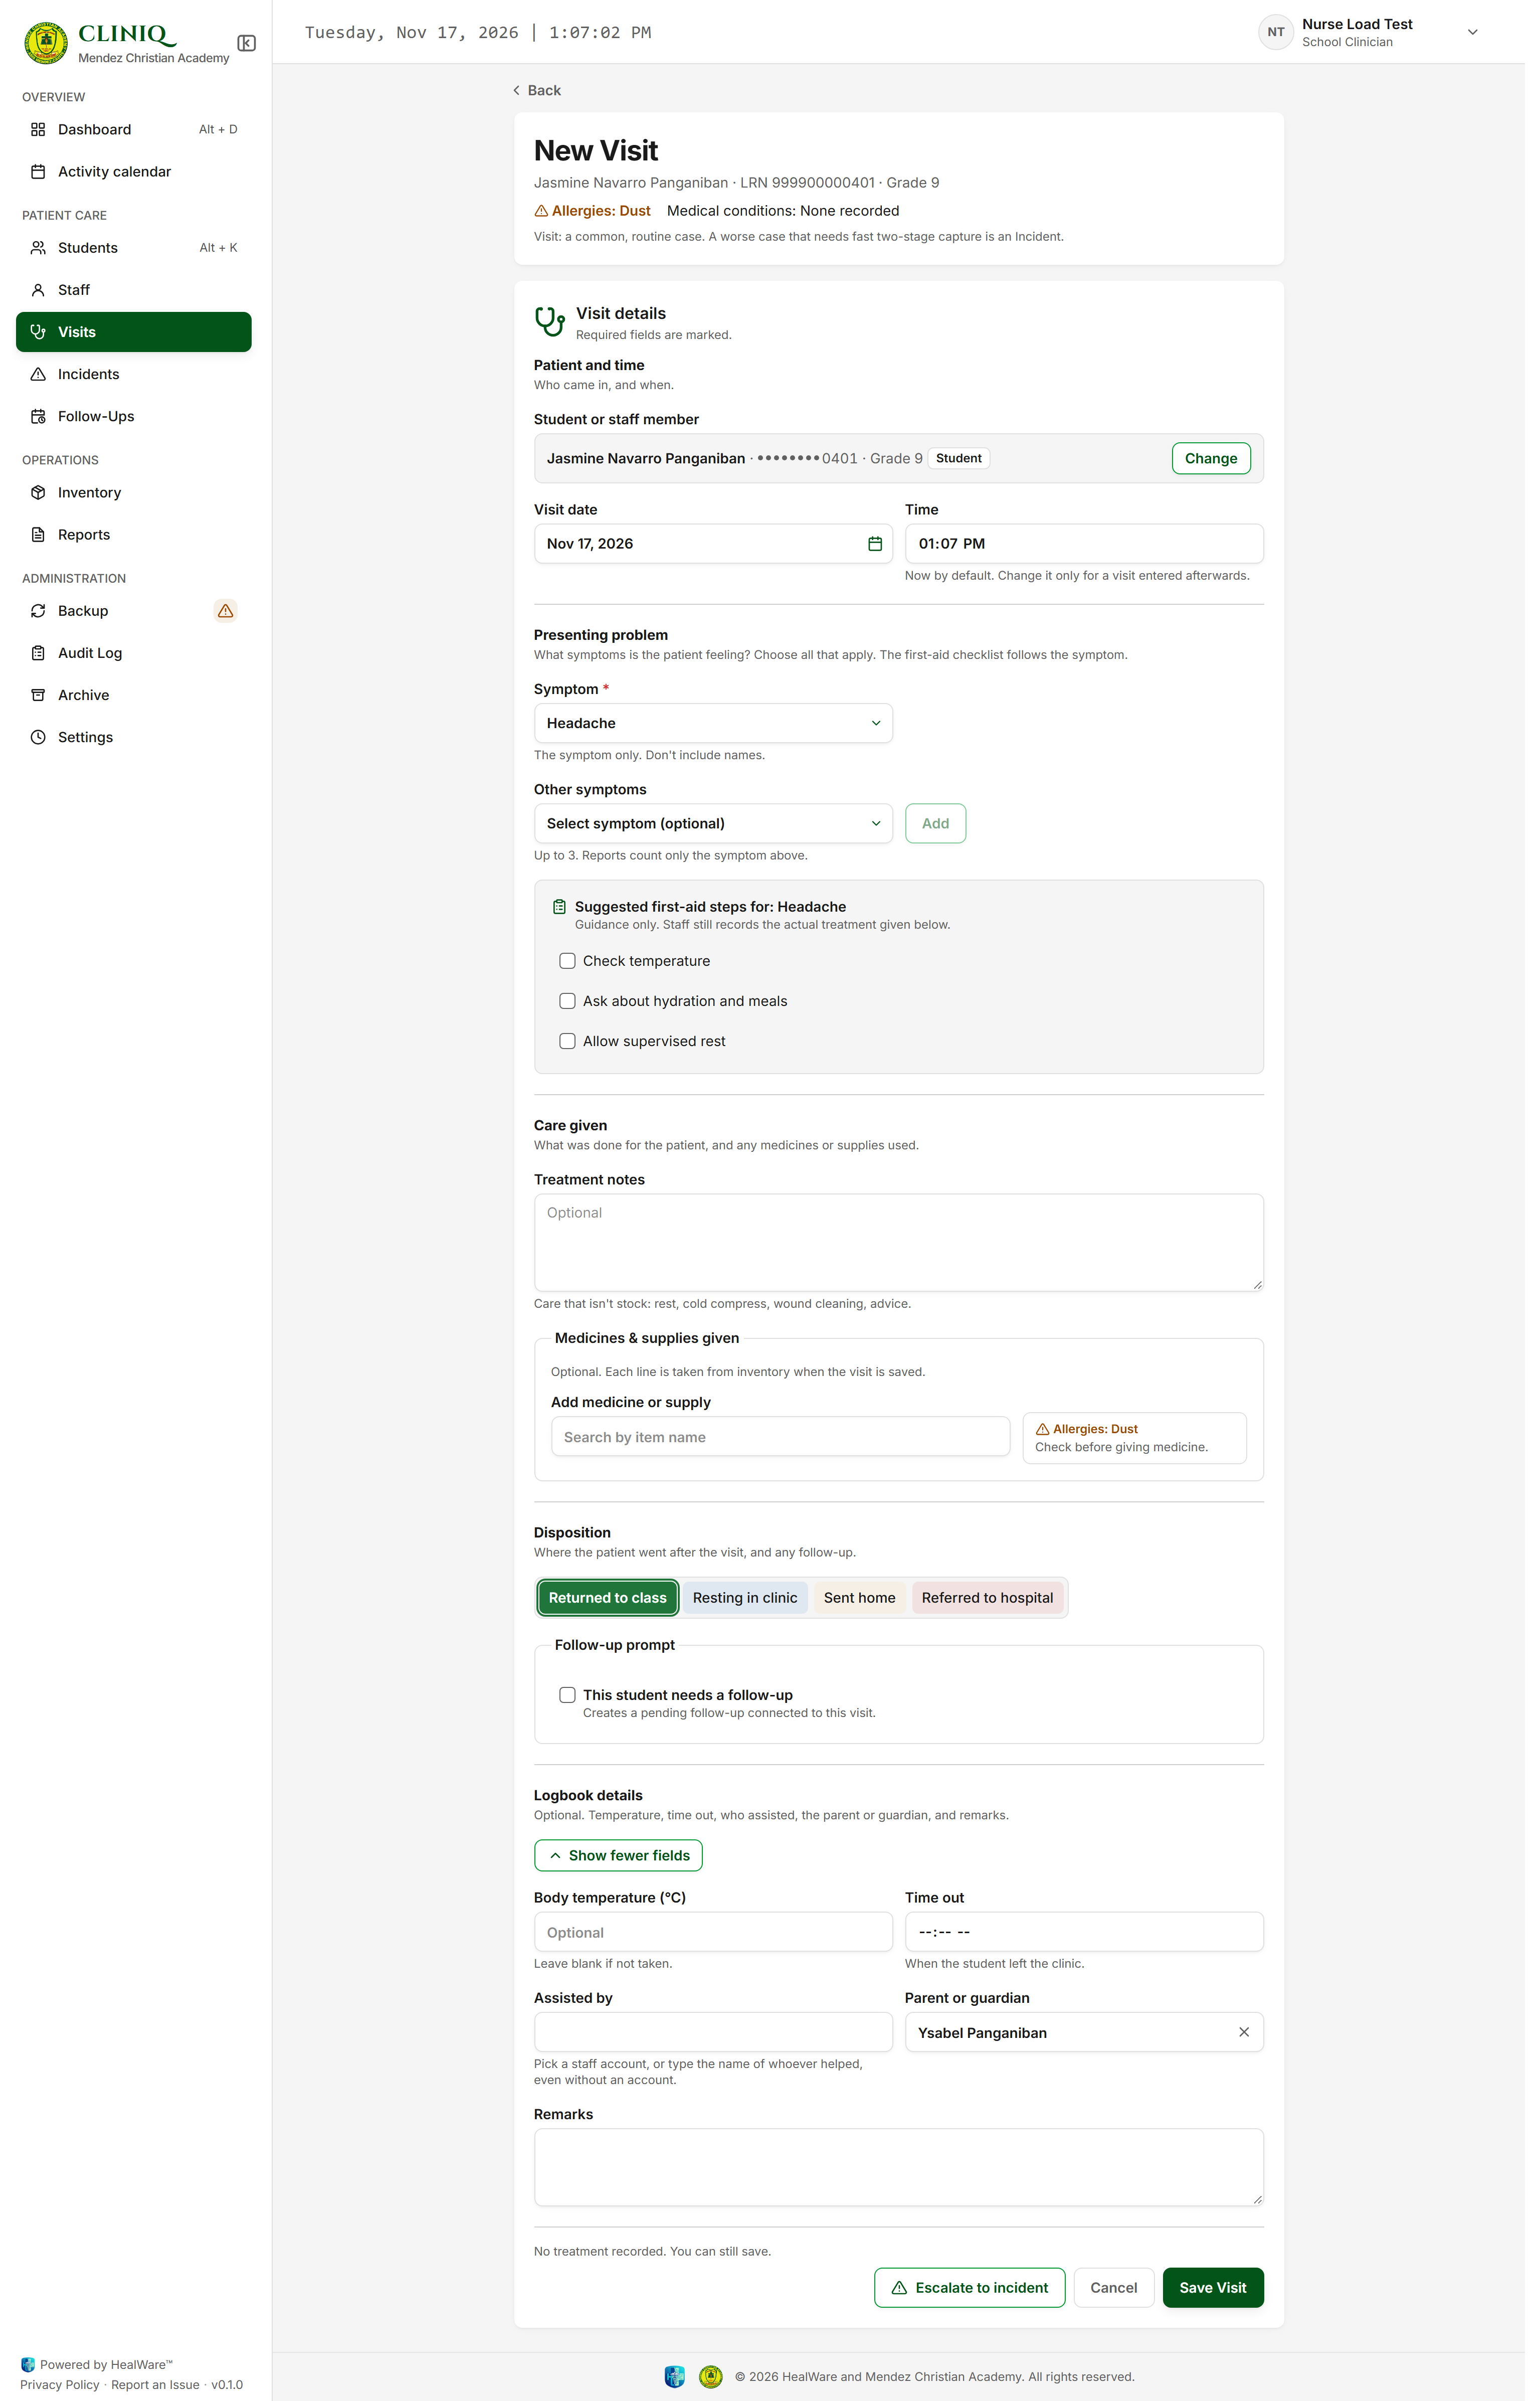 CLINIQ
Mendez Christian Academy
OVERVIEW
Dashboard Alt + D
Activity calendar
PATIENT CARE
Students Alt + K
Staff
Visits
Incidents
Follow-Ups
OPERATIONS
Inventory
Reports
ADMINISTRATION
Backup
Audit Log
Archive
Settings
Powered by HealWare™
Privacy Policy · Report an Issue · v0.1.0
Tuesday, Nov 17, 2026 | 1:07:02 PM
NT
Nurse Load Test
School Clinician
Back
New Visit
Jasmine Navarro Panganiban · LRN 999900000401 · Grade 9
Allergies: Dust Medical conditions: None recorded
Visit: a common, routine case. A worse case that needs fast two-stage capture is an Incident.
Visit details
Required fields are marked.
Patient and time
Who came in, and when.
Student or staff member
Jasmine Navarro Panganiban · ••••••••0401 · Grade 9 Student Change
Visit date Time
Nov 17, 2026 01:07 PM
Now by default. Change it only for a visit entered afterwards.
Presenting problem
What symptoms is the patient feeling? Choose all that apply. The first-aid checklist follows the symptom.
Symptom *
Headache
The symptom only. Don't include names.
Other symptoms
Select symptom (optional) Add
Up to 3. Reports count only the symptom above.
Suggested first-aid steps for: Headache
Guidance only. Staff still records the actual treatment given below.
Check temperature
Ask about hydration and meals
Allow supervised rest
Care given
What was done for the patient, and any medicines or supplies used.
Treatment notes
Optional
Care that isn't stock: rest, cold compress, wound cleaning, advice.
Medicines & supplies given
Optional. Each line is taken from inventory when the visit is saved.
Add medicine or supply
Search by item name
Allergies: Dust
Check before giving medicine.
Disposition
Where the patient went after the visit, and any follow-up.
Returned to class Resting in clinic Sent home Referred to hospital
Follow-up prompt
This student needs a follow-up
Creates a pending follow-up connected to this visit.
Logbook details
Optional. Temperature, time out, who assisted, the parent or guardian, and remarks.
Show fewer fields
Body temperature (°C) Time out
Optional --:-- --
Leave blank if not taken. When the student left the clinic.
Assisted by Parent or guardian
Ysabel Panganiban
Pick a staff account, or type the name of whoever helped,
even without an account.
Remarks
No treatment recorded. You can still save.
Escalate to incident Cancel Save Visit
© 2026 HealWare and Mendez Christian Academy. All rights reserved.